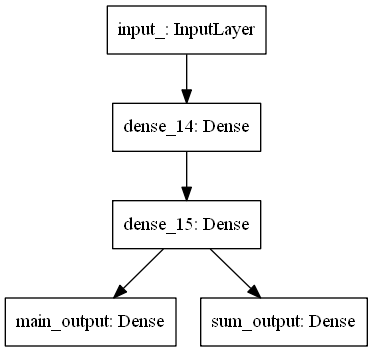 input_: InputLayer
dense_14: Dense
dense_15: Dense
main_output: Dense
sum_output: Dense